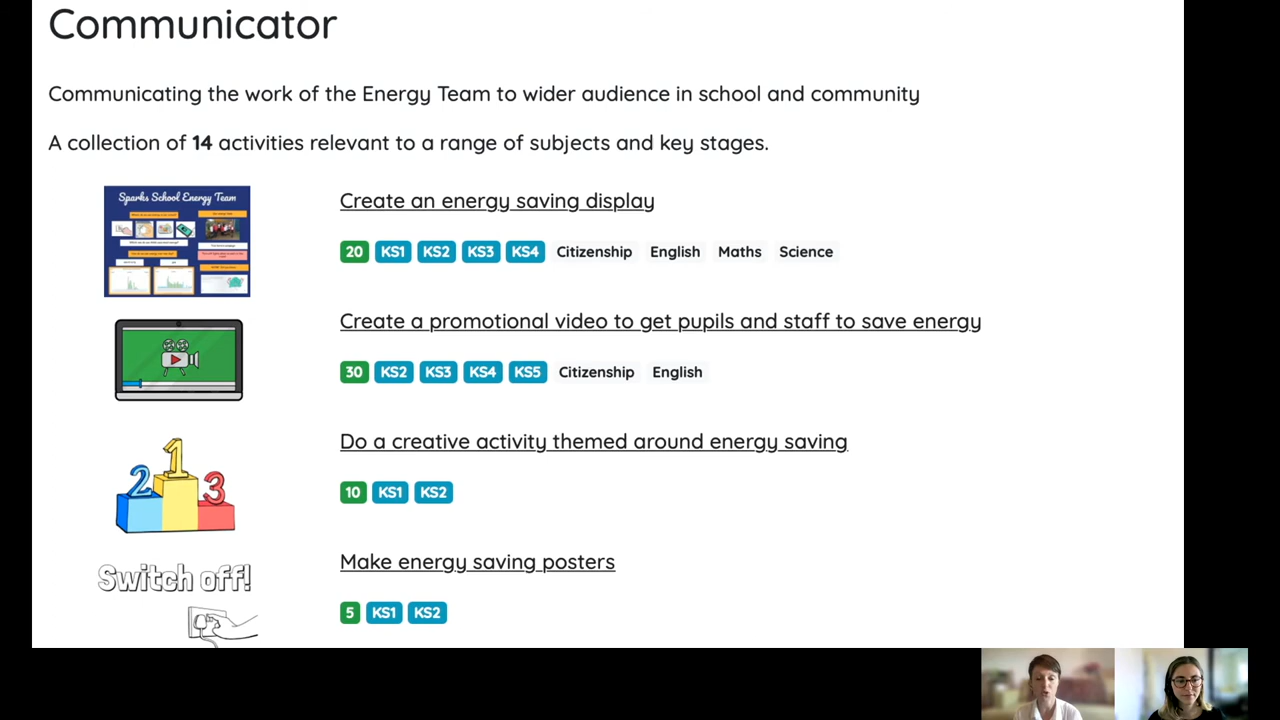 Communicator
Communicating the work of the Energy Team to wider audience in school and community
A collection of 14 activities relevant to a range of subjects and key stages.
Sparks School Energy Team
Create an energy saving display
20 KS1 KS2 KS3 KS4 Citizenship English Maths Science
Create a promotional video to get pupils and staff to save energy
30 KS2 KS3 KS4 KS5 Citizenship English
2 1 3
Do a creative activity themed around energy saving
10 KS1 KS2
Switch off!
Make energy saving posters
5 KS1 KS2